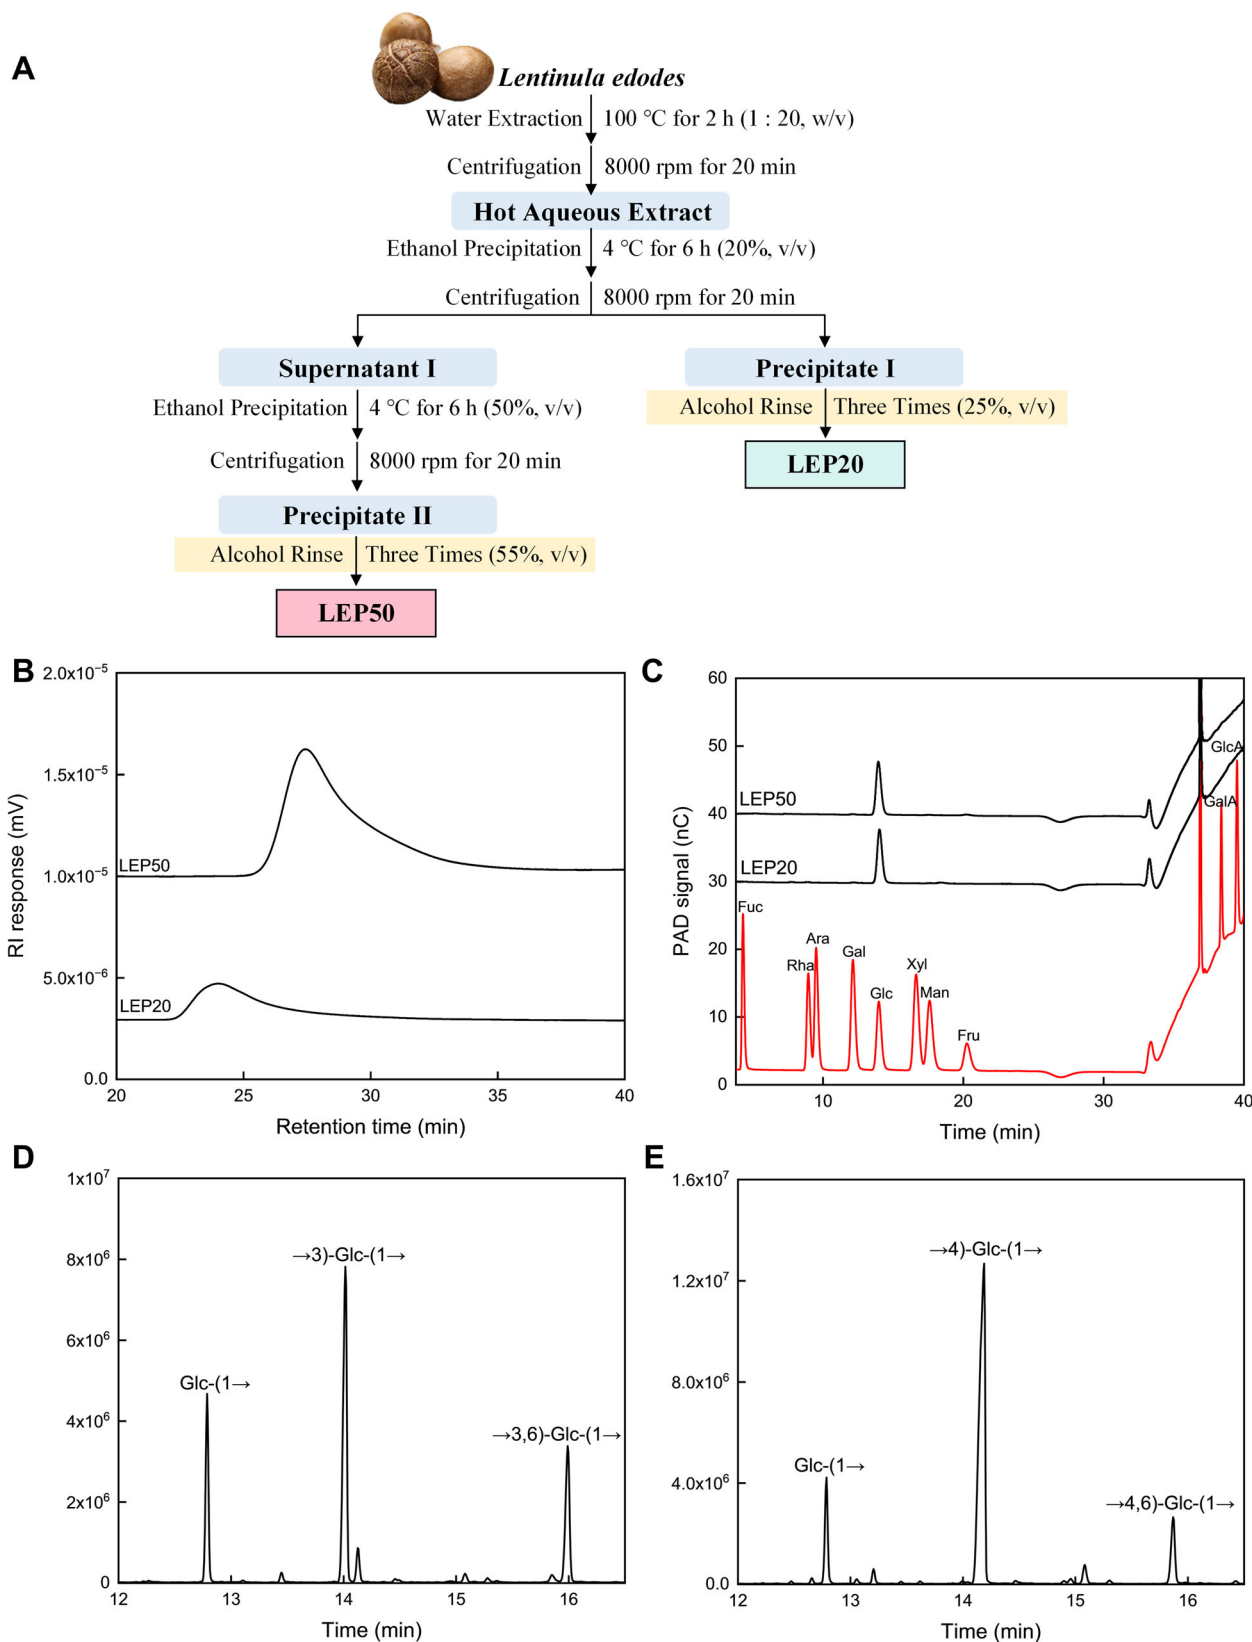 A
Lentinula edodes
Water Extraction 100 °C for 2 h (1 : 20, w/v)
Centrifugation 8000 rpm for 20 min
Hot Aqueous Extract
Ethanol Precipitation 4 °C for 6 h (20%, v/v)
Centrifugation 8000 rpm for 20 min
Supernatant I
Precipitate I
Ethanol Precipitation 4 °C for 6 h (50%, v/v)
Alcohol Rinse Three Times (25%, v/v)
Centrifugation 8000 rpm for 20 min
LEP20
Precipitate II
Alcohol Rinse Three Times (55%, v/v)
LEP50
B
2.0x10⁻⁵
1.5x10⁻⁵
1.0x10⁻⁵
5.0x10⁻⁶
0.0
RI response (mV)
LEP50
LEP20
20 25 30 35 40
Retention time (min)
C
60
50
40
30
20
10
0
PAD signal (nC)
LEP50
LEP20
Fuc
Rha
Ara
Gal
Glc
Xyl
Man
Fru
GalA
GlcA
10 20 30 40
Time (min)
D
1x10⁷
8x10⁶
6x10⁶
4x10⁶
2x10⁶
0
Glc-(1→
→3)-Glc-(1→
→3,6)-Glc-(1→
12 13 14 15 16
Time (min)
E
1.6x10⁷
1.2x10⁷
8.0x10⁶
4.0x10⁶
0.0
Glc-(1→
→4)-Glc-(1→
→4,6)-Glc-(1→
12 13 14 15 16
Time (min)